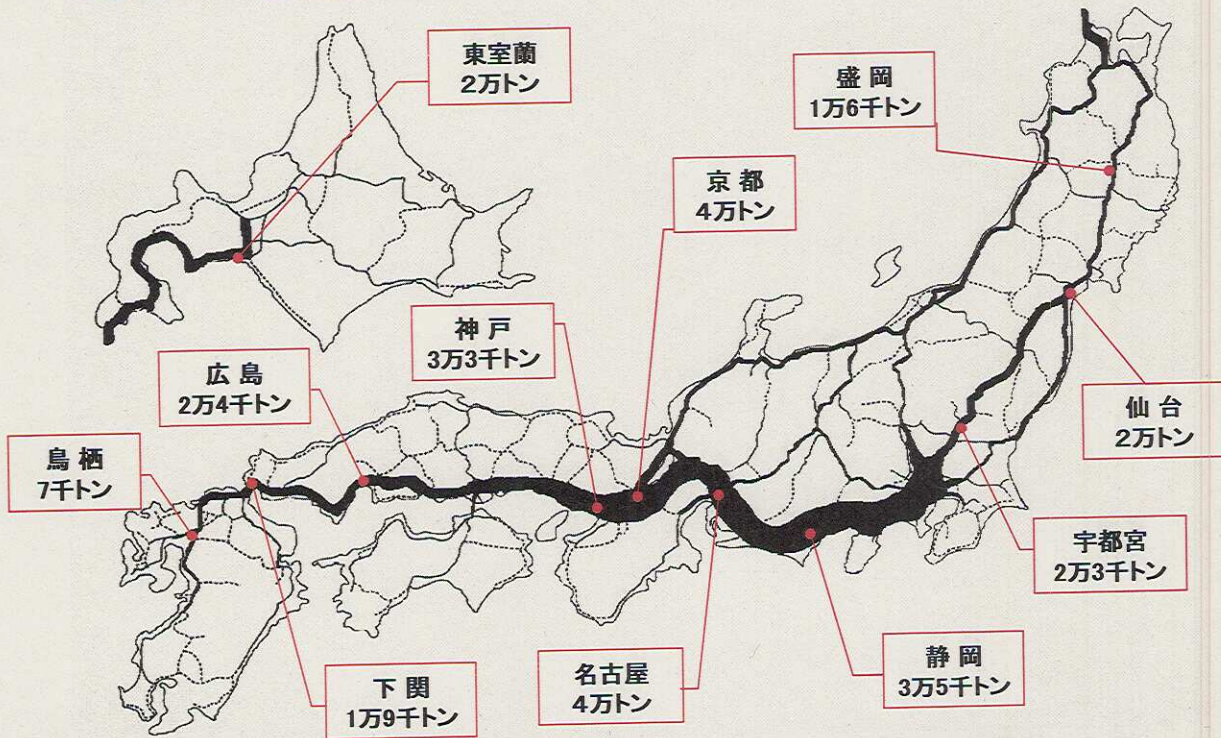 東室蘭
2万トン
盛岡
1万6千トン
京都
4万トン
神戸
3万3千トン
広島
2万4千トン
仙台
2万トン
鳥栖
7千トン
宇都宮
2万3千トン
静岡
3万5千トン
名古屋
4万トン
下関
1万9千トン